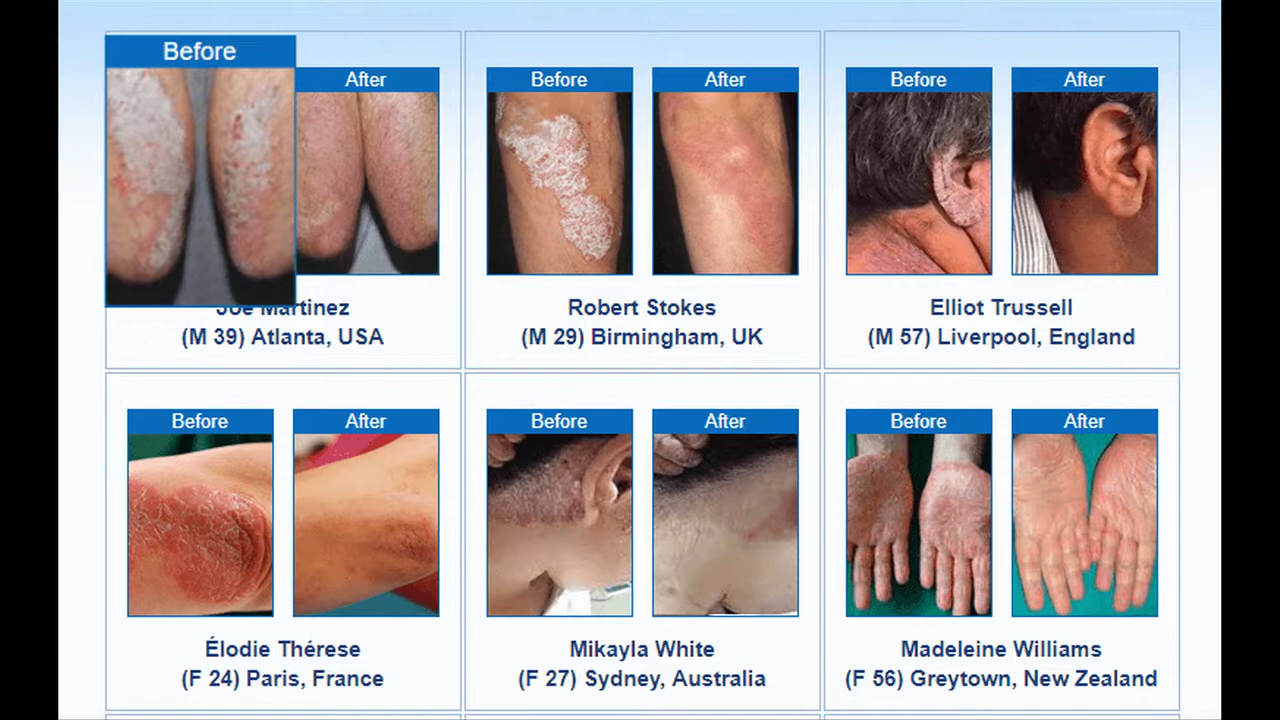 Before
After
Before
After
Before
After
Joe Martinez
(M 39) Atlanta, USA
Robert Stokes
(M 29) Birmingham, UK
Elliot Trussell
(M 57) Liverpool, England
Before
After
Before
After
Before
After
Élodie Thérese
(F 24) Paris, France
Mikayla White
(F 27) Sydney, Australia
Madeleine Williams
(F 56) Greytown, New Zealand